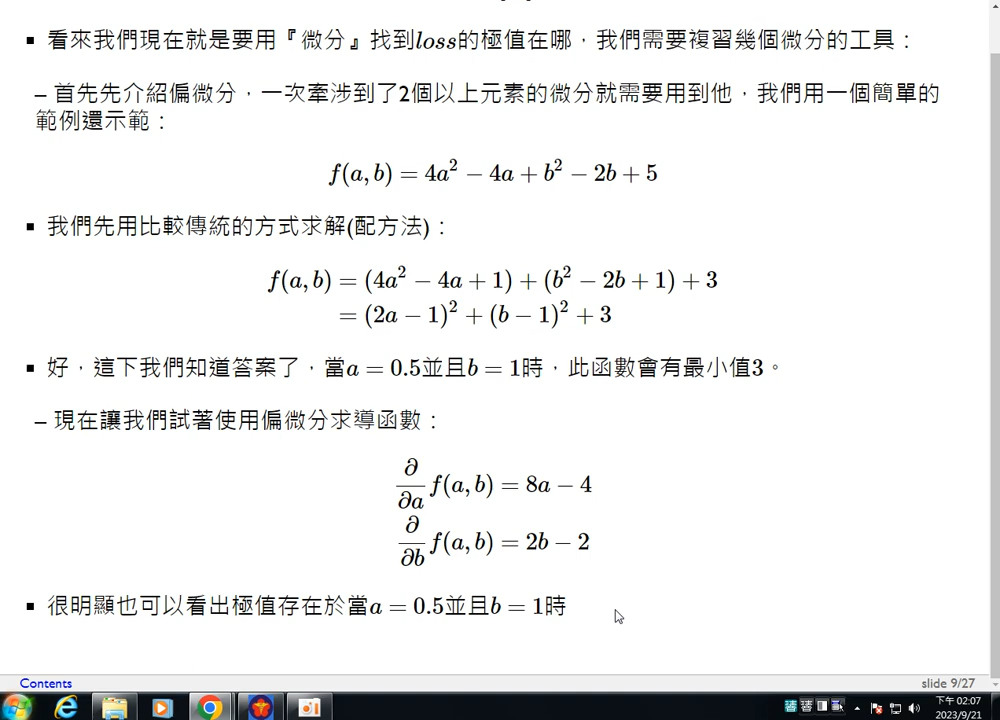 ▪ 看來我們現在就是要用『微分』找到loss的極值在哪，我們需要複習幾個微分的工具：
– 首先先介紹偏微分，一次牽涉到了2個以上元素的微分就需要用到他，我們用一個簡單的
範例還示範：
f(a, b) = 4a² − 4a + b² − 2b + 5
▪ 我們先用比較傳統的方式求解(配方法)：
f(a, b) = (4a² − 4a + 1) + (b² − 2b + 1) + 3
= (2a − 1)² + (b − 1)² + 3
▪ 好，這下我們知道答案了，當a = 0.5並且b = 1時，此函數會有最小值3。
– 現在讓我們試著使用偏微分求導函數：
∂/∂a f(a, b) = 8a − 4
∂/∂b f(a, b) = 2b − 2
▪ 很明顯也可以看出極值存在於當a = 0.5並且b = 1時
Contents
slide 9/27
下午 02:07
2023/9/21